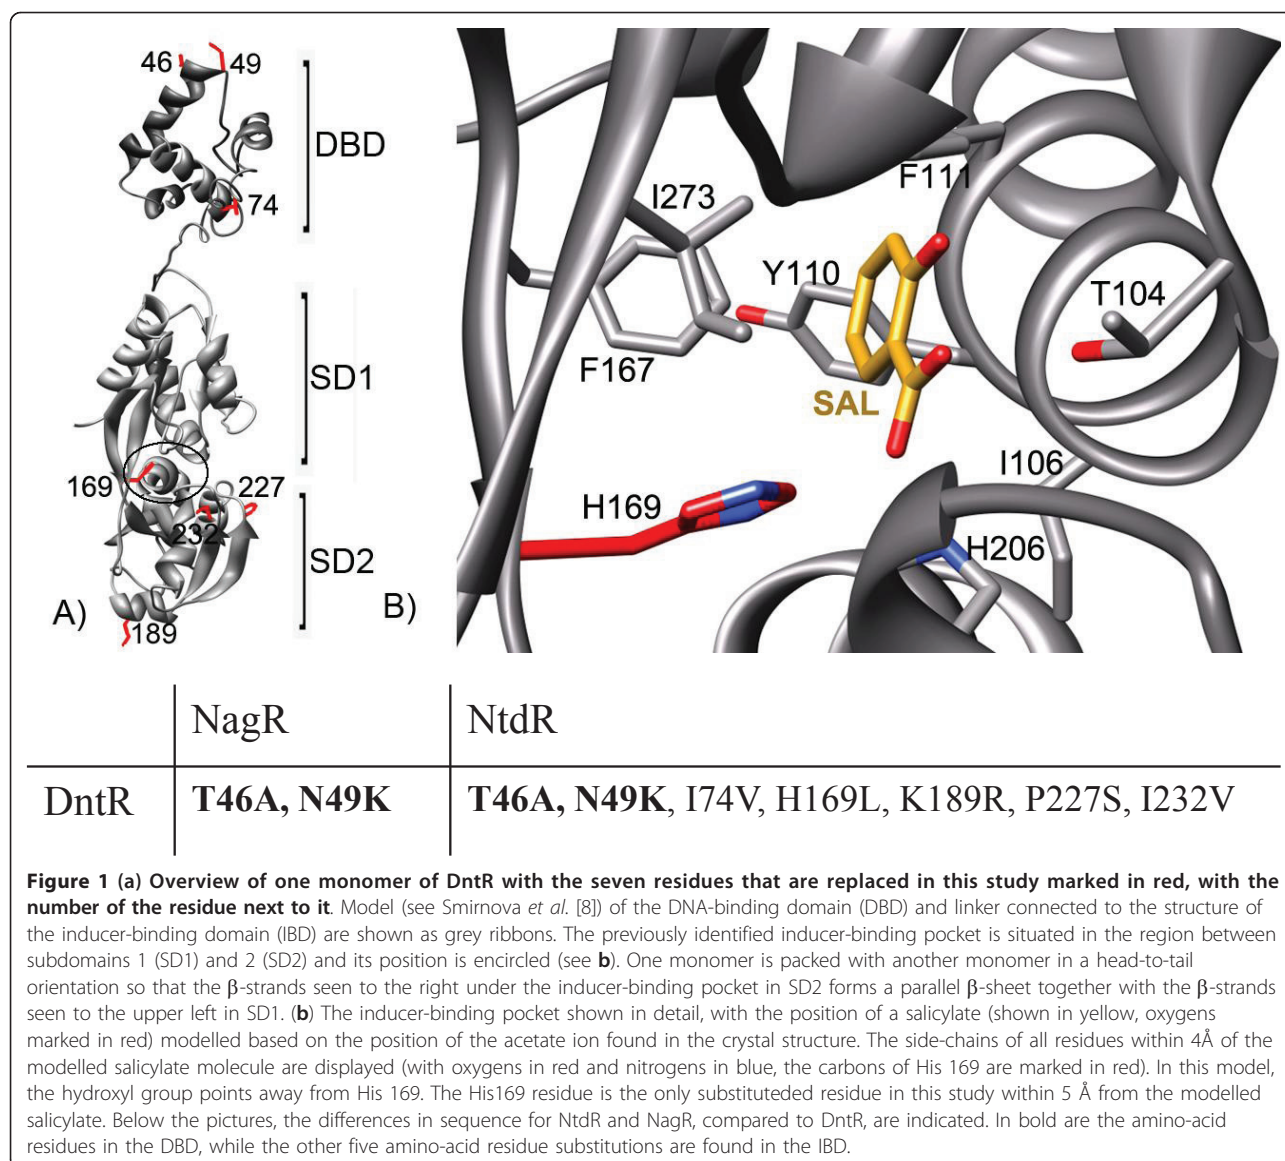 46
49
DBD
74
SD1
169
227
232
SD2
A)
189
B)
F111
I273
Y110
T104
F167
SAL
I106
H169
H206
NagR
NtdR
DntR
T46A, N49K
T46A, N49K, I74V, H169L, K189R, P227S, I232V
Figure 1 (a) Overview of one monomer of DntR with the seven residues that are replaced in this study marked in red, with the
number of the residue next to it. Model (see Smirnova et al. [8]) of the DNA-binding domain (DBD) and linker connected to the structure of
the inducer-binding domain (IBD) are shown as grey ribbons. The previously identified inducer-binding pocket is situated in the region between
subdomains 1 (SD1) and 2 (SD2) and its position is encircled (see b). One monomer is packed with another monomer in a head-to-tail
orientation so that the β-strands seen to the right under the inducer-binding pocket in SD2 forms a parallel β-sheet together with the β-strands
seen to the upper left in SD1. (b) The inducer-binding pocket shown in detail, with the position of a salicylate (shown in yellow, oxygens
marked in red) modelled based on the position of the acetate ion found in the crystal structure. The side-chains of all residues within 4Å of the
modelled salicylate molecule are displayed (with oxygens in red and nitrogens in blue, the carbons of His 169 are marked in red). In this model,
the hydroxyl group points away from His 169. The His169 residue is the only substituteded residue in this study within 5 Å from the modelled
salicylate. Below the pictures, the differences in sequence for NtdR and NagR, compared to DntR, are indicated. In bold are the amino-acid
residues in the DBD, while the other five amino-acid residue substitutions are found in the IBD.